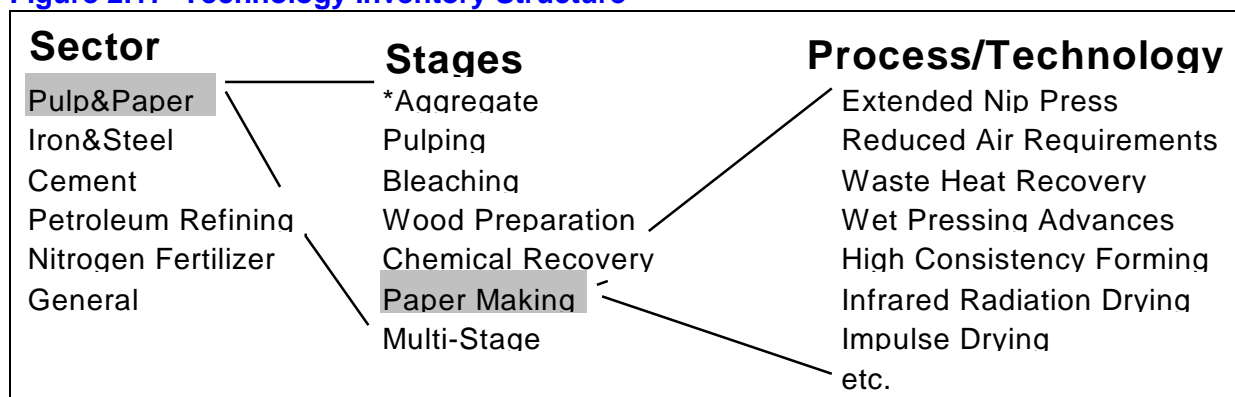 Figure 2.17 Technology Inventory Structure
Sector
Pulp&Paper
Iron&Steel
Cement
Petroleum Refining
Nitrogen Fertilizer
General
Stages
*Aggregate
Pulping
Bleaching
Wood Preparation
Chemical Recovery
Paper Making
Multi-Stage
Process/Technology
Extended Nip Press
Reduced Air Requirements
Waste Heat Recovery
Wet Pressing Advances
High Consistency Forming
Infrared Radiation Drying
Impulse Drying
etc.